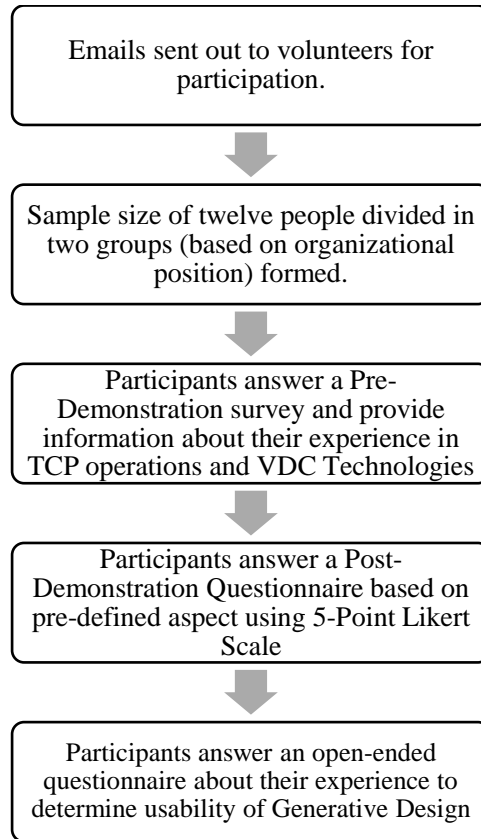 Emails sent out to volunteers for
participation.
Sample size of twelve people divided in
two groups (based on organizational
position) formed.
Participants answer a Pre-
Demonstration survey and provide
information about their experience in
TCP operations and VDC Technologies
Participants answer a Post-
Demonstration Questionnaire based on
pre-defined aspect using 5-Point Likert
Scale
Participants answer an open-ended
questionnaire about their experience to
determine usability of Generative Design